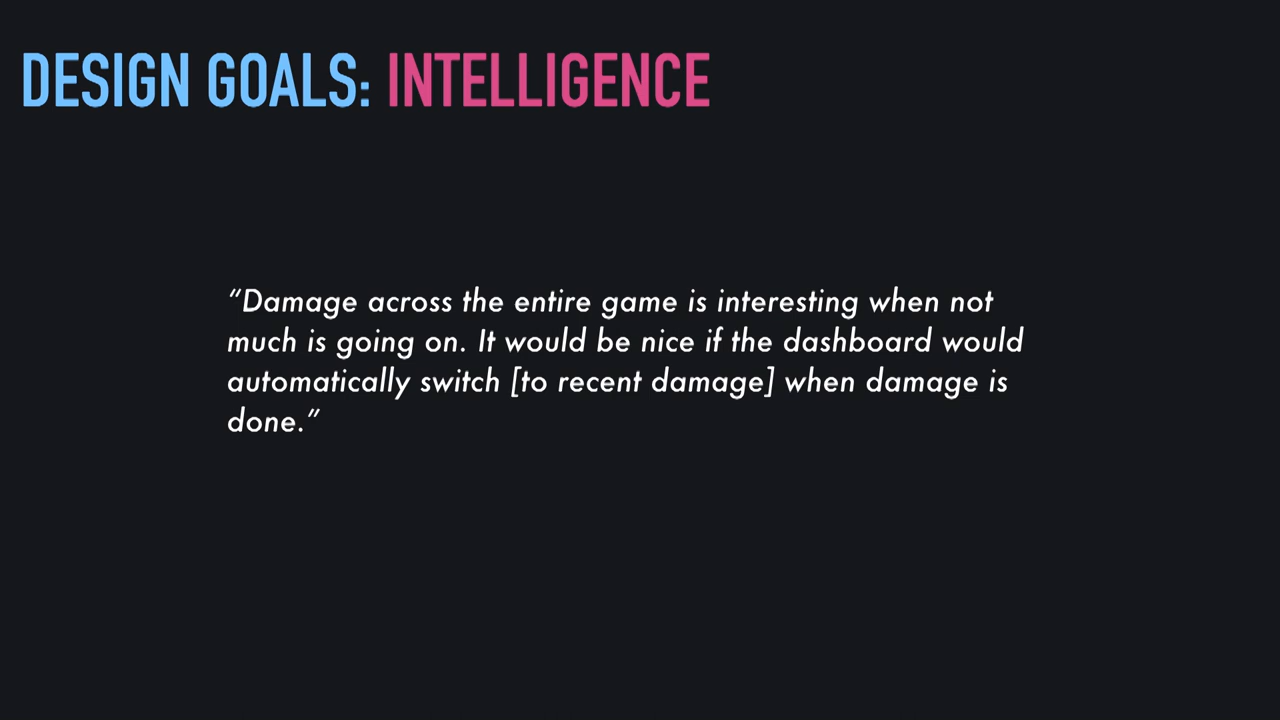 DESIGN GOALS: INTELLIGENCE
“Damage across the entire game is interesting when not
much is going on. It would be nice if the dashboard would
automatically switch [to recent damage] when damage is
done.”